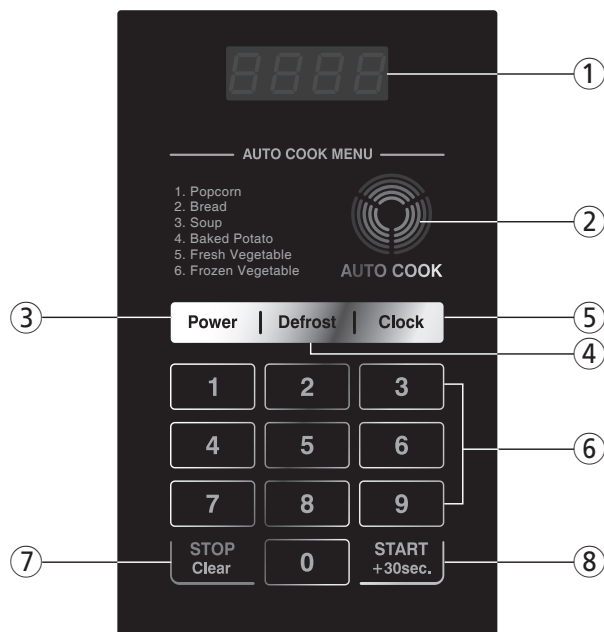 8888
①
AUTO COOK MENU
1. Popcorn
2. Bread
3. Soup
4. Baked Potato
5. Fresh Vegetable
6. Frozen Vegetable
②
AUTO COOK
③
Power | Defrost | Clock
⑤
④
1 2 3
4 5 6
⑥
7 8 9
⑦
STOP
Clear
0
START
+30sec.
⑧